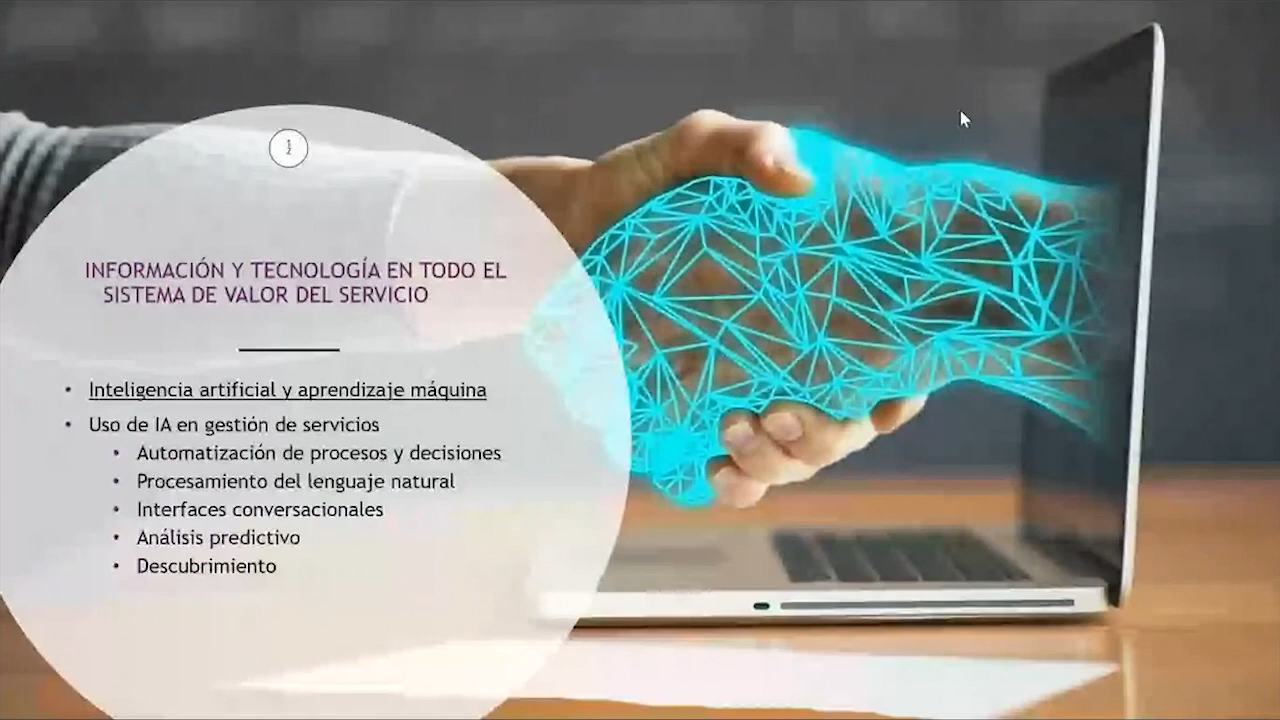 12
INFORMACIÓN Y TECNOLOGÍA EN TODO EL
SISTEMA DE VALOR DEL SERVICIO
• Inteligencia artificial y aprendizaje máquina
• Uso de IA en gestión de servicios
• Automatización de procesos y decisiones
• Procesamiento del lenguaje natural
• Interfaces conversacionales
• Análisis predictivo
• Descubrimiento